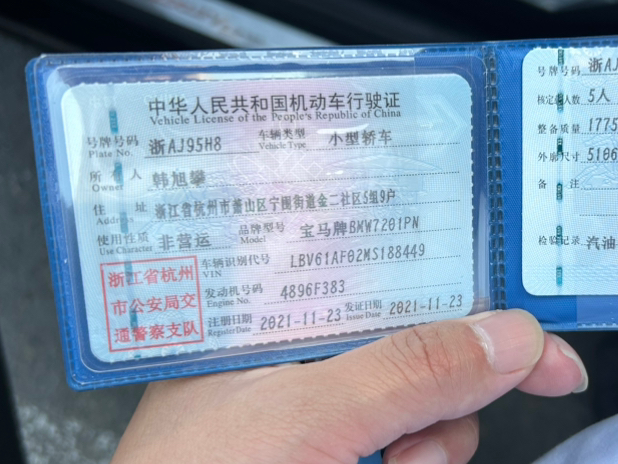 中华人民共和国机动车行驶证
Vehicle License of the People's Republic of China
号牌号码 浙AJ95H8 车辆类型 小型轿车
Plate No. Vehicle Type
所有人 韩旭攀
Owner
住址 浙江省杭州市萧山区宁围街道金二社区5组9户
Address
使用性质 非营运 品牌型号 宝马牌BMW7201PN
Use Character Model
车辆识别代号 LBV61AF02MS188449
VIN
发动机号码 4896F383
Engine No.
注册日期 2021-11-23 发证日期 2021-11-23
Register Date Issue Date
浙江省杭州
市公安局交
通警察支队
号牌号码 浙AJ
核定载人数 5人
整备质量 1775
外廓尺寸 5106
备注
检验记录 汽油